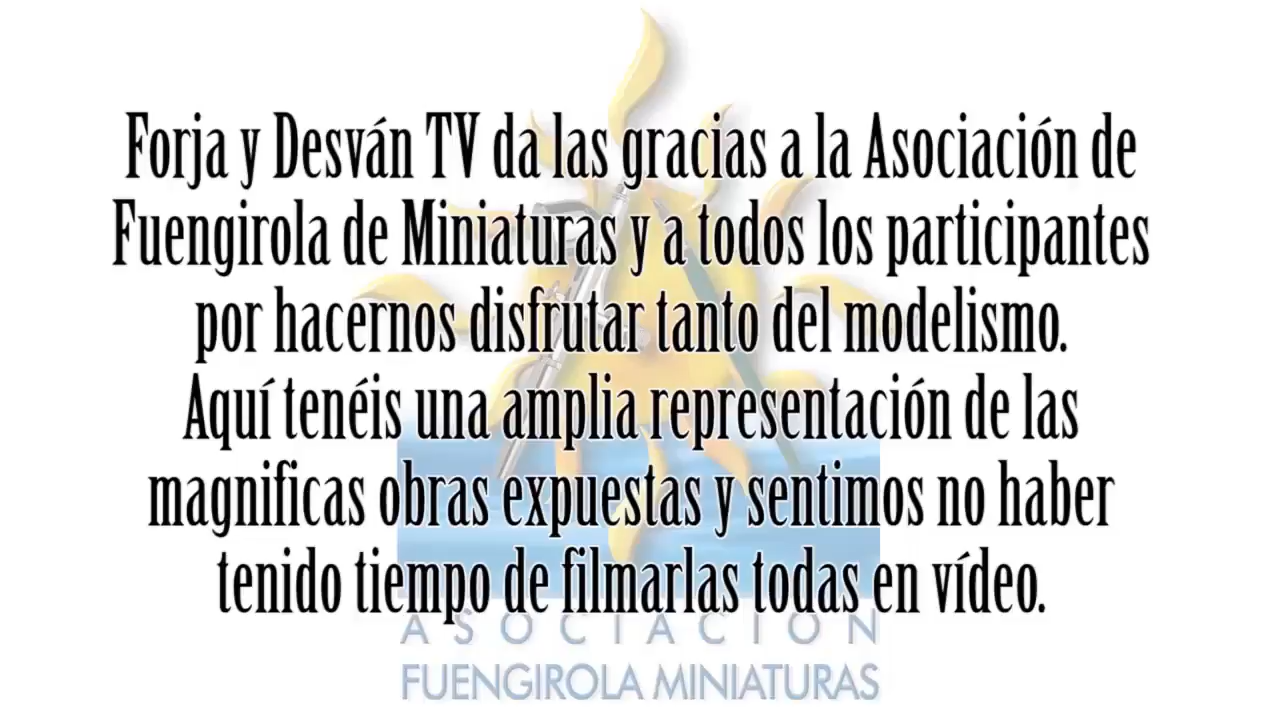 Forja y Desván TV da las gracias a la Asociación de
Fuengirola de Miniaturas y a todos los participantes
por hacernos disfrutar tanto del modelismo.
Aquí tenéis una amplia representación de las
magnificas obras expuestas y sentimos no haber
tenido tiempo de filmarlas todas en vídeo.
ASOCIACIÓN
FUENGIROLA MINIATURAS